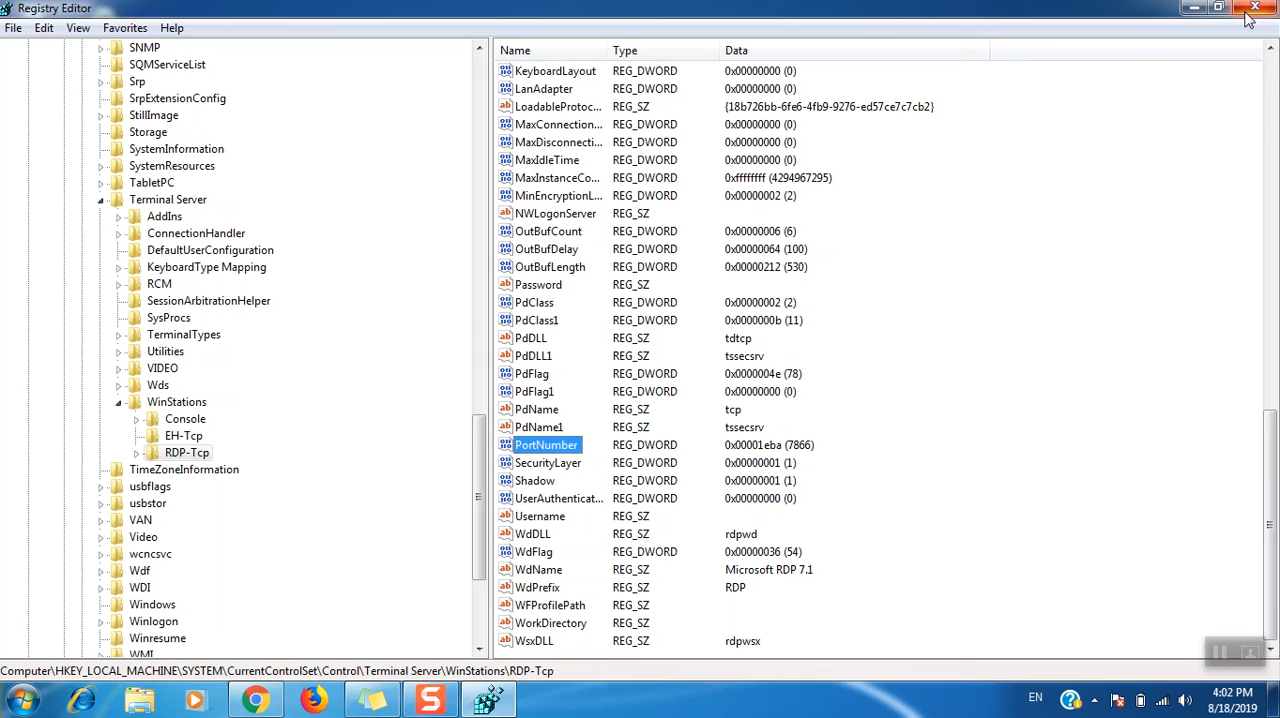 Registry Editor
File Edit View Favorites Help
SNMP
SQMServiceList
Srp
SrpExtensionConfig
StillImage
Storage
SystemInformation
SystemResources
TabletPC
Terminal Server
AddIns
ConnectionHandler
DefaultUserConfiguration
KeyboardType Mapping
RCM
SessionArbitrationHelper
SysProcs
TerminalTypes
Utilities
VIDEO
Wds
WinStations
Console
EH-Tcp
RDP-Tcp
TimeZoneInformation
usbflags
usbstor
VAN
Video
wcncsvc
Wdf
WDI
Windows
Winlogon
Winresume
WMI
Name Type Data
KeyboardLayout REG_DWORD 0x00000000 (0)
LanAdapter REG_DWORD 0x00000000 (0)
LoadableProtoc... REG_SZ {18b726bb-6fe6-4fb9-9276-ed57ce7c7cb2}
MaxConnection... REG_DWORD 0x00000000 (0)
MaxDisconnecti... REG_DWORD 0x00000000 (0)
MaxIdleTime REG_DWORD 0x00000000 (0)
MaxInstanceCo... REG_DWORD 0xffffffff (4294967295)
MinEncryptionL... REG_DWORD 0x00000002 (2)
NWLogonServer REG_SZ
OutBufCount REG_DWORD 0x00000006 (6)
OutBufDelay REG_DWORD 0x00000064 (100)
OutBufLength REG_DWORD 0x00000212 (530)
Password REG_SZ
PdClass REG_DWORD 0x00000002 (2)
PdClass1 REG_DWORD 0x0000000b (11)
PdDLL REG_SZ tdtcp
PdDLL1 REG_SZ tssecsrv
PdFlag REG_DWORD 0x0000004e (78)
PdFlag1 REG_DWORD 0x00000000 (0)
PdName REG_SZ tcp
PdName1 REG_SZ tssecsrv
PortNumber REG_DWORD 0x00001eba (7866)
SecurityLayer REG_DWORD 0x00000001 (1)
Shadow REG_DWORD 0x00000001 (1)
UserAuthenticat... REG_DWORD 0x00000000 (0)
Username REG_SZ
WdDLL REG_SZ rdpwd
WdFlag REG_DWORD 0x00000036 (54)
WdName REG_SZ Microsoft RDP 7.1
WdPrefix REG_SZ RDP
WFProfilePath REG_SZ
WorkDirectory REG_SZ
WsxDLL REG_SZ rdpwsx
Computer\HKEY_LOCAL_MACHINE\SYSTEM\CurrentControlSet\Control\Terminal Server\WinStations\RDP-Tcp
EN
4:02 PM
8/18/2019